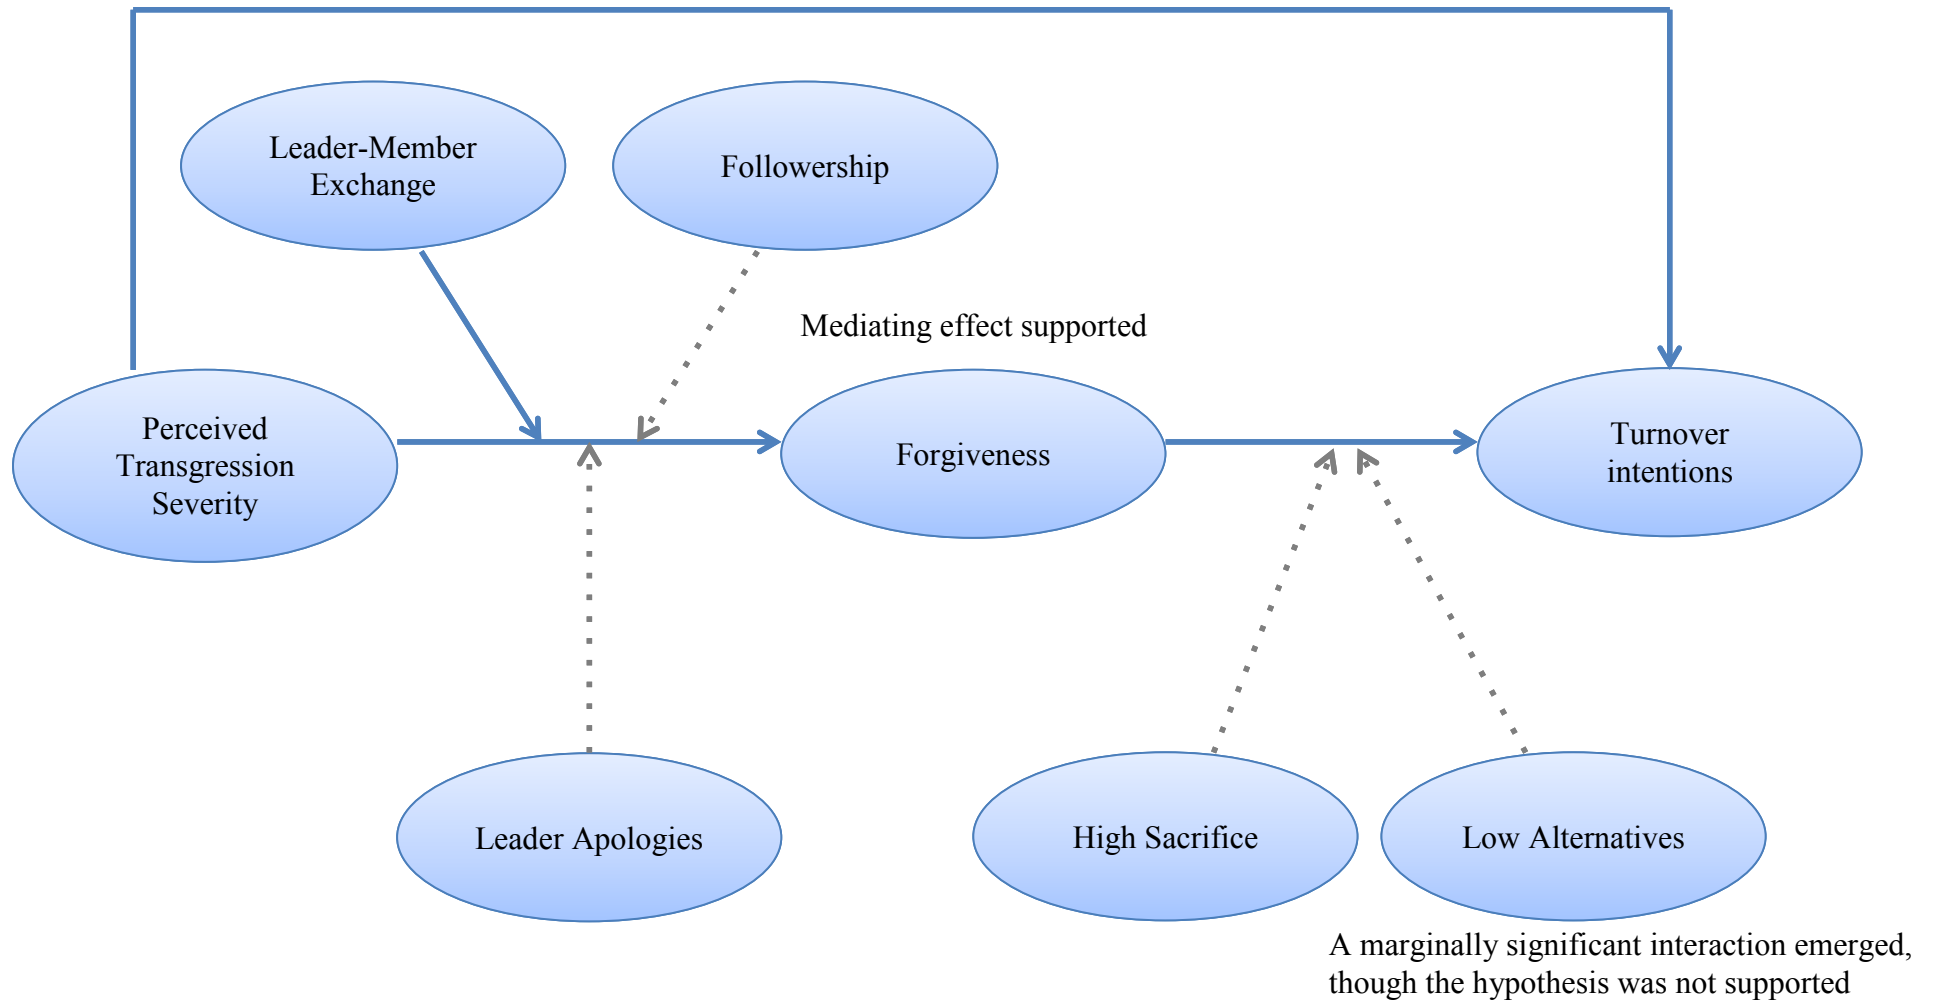 Leader-Member
Exchange
Followership
Mediating effect supported
Perceived
Transgression
Severity
Forgiveness
Turnover
intentions
Leader Apologies
High Sacrifice
Low Alternatives
A marginally significant interaction emerged,
though the hypothesis was not supported